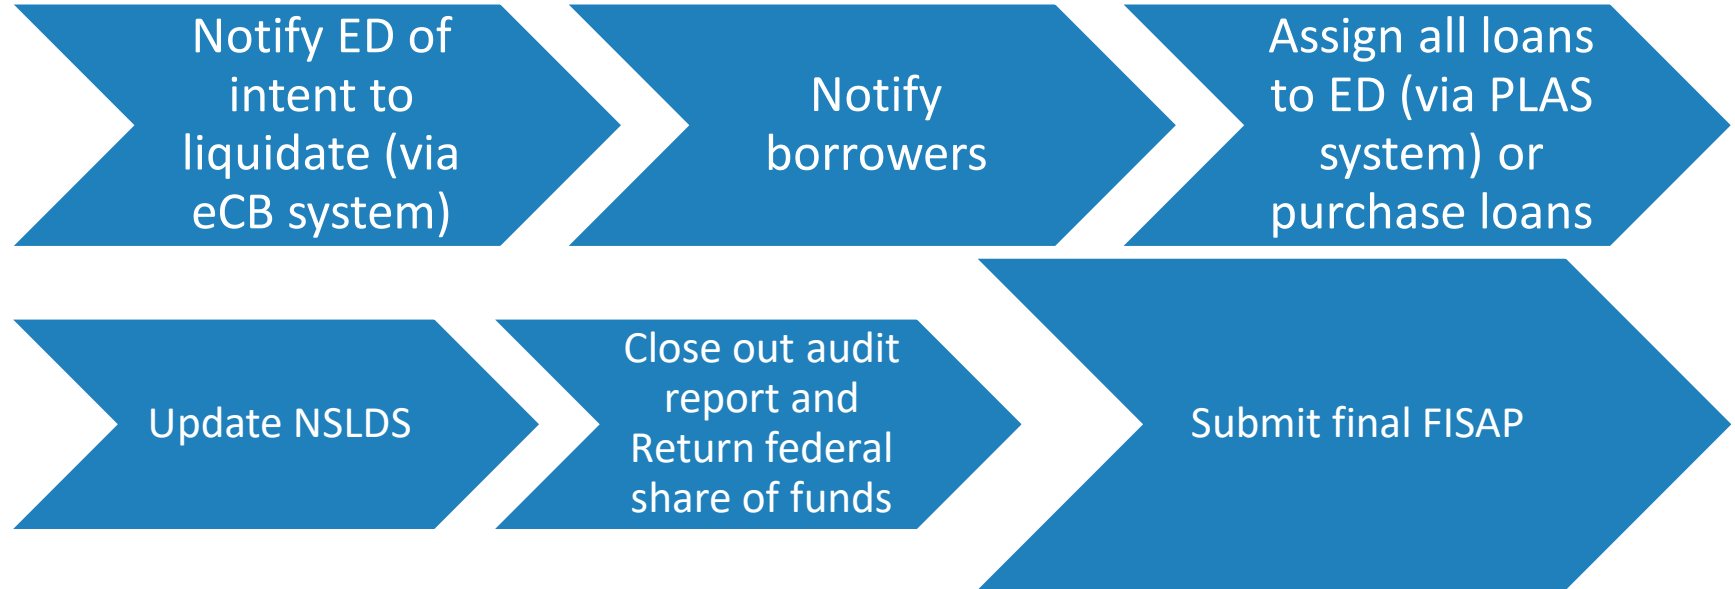 Notify ED of
intent to
liquidate (via
eCB system)
Notify
borrowers
Assign all loans
to ED (via PLAS
system) or
purchase loans
Update NSLDS
Close out audit
report and
Return federal
share of funds
Submit final FISAP